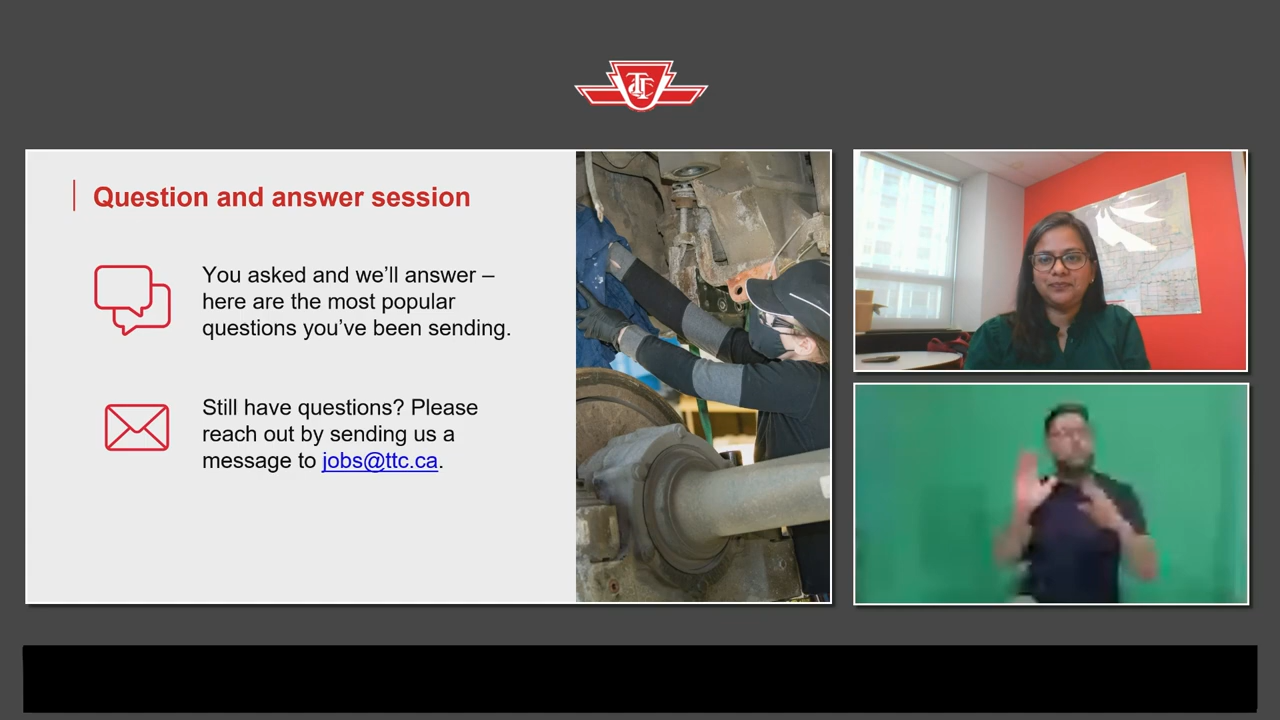 TTC
Question and answer session
You asked and we’ll answer –
here are the most popular
questions you’ve been sending.
Still have questions? Please
reach out by sending us a
message to jobs@ttc.ca.